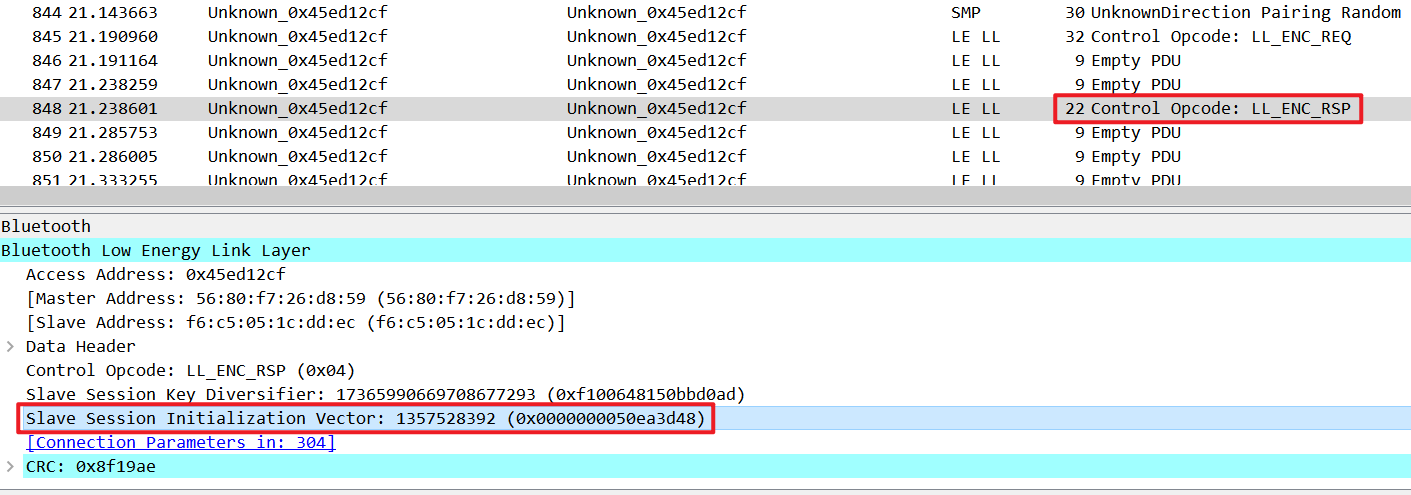 844 21.143663 Unknown_0x45ed12cf Unknown_0x45ed12cf SMP 30 UnknownDirection Pairing Random
845 21.190960 Unknown_0x45ed12cf Unknown_0x45ed12cf LE LL 32 Control Opcode: LL_ENC_REQ
846 21.191164 Unknown_0x45ed12cf Unknown_0x45ed12cf LE LL 9 Empty PDU
847 21.238259 Unknown_0x45ed12cf Unknown_0x45ed12cf LE LL 9 Empty PDU
848 21.238601 Unknown_0x45ed12cf Unknown_0x45ed12cf LE LL 22 Control Opcode: LL_ENC_RSP
849 21.285753 Unknown_0x45ed12cf Unknown_0x45ed12cf LE LL 9 Empty PDU
850 21.286005 Unknown_0x45ed12cf Unknown_0x45ed12cf LE LL 9 Empty PDU
851 21.333255 Unknown_0x45ed12cf Unknown_0x45ed12cf LE LL 9 Empty PDU
Bluetooth
Bluetooth Low Energy Link Layer
Access Address: 0x45ed12cf
[Master Address: 56:80:f7:26:d8:59 (56:80:f7:26:d8:59)]
[Slave Address: f6:c5:05:1c:dd:ec (f6:c5:05:1c:dd:ec)]
Data Header
Control Opcode: LL_ENC_RSP (0x04)
Slave Session Key Diversifier: 17365990669708677293 (0xf100648150bbd0ad)
Slave Session Initialization Vector: 1357528392 (0x0000000050ea3d48)
[Connection Parameters in: 304]
CRC: 0x8f19ae